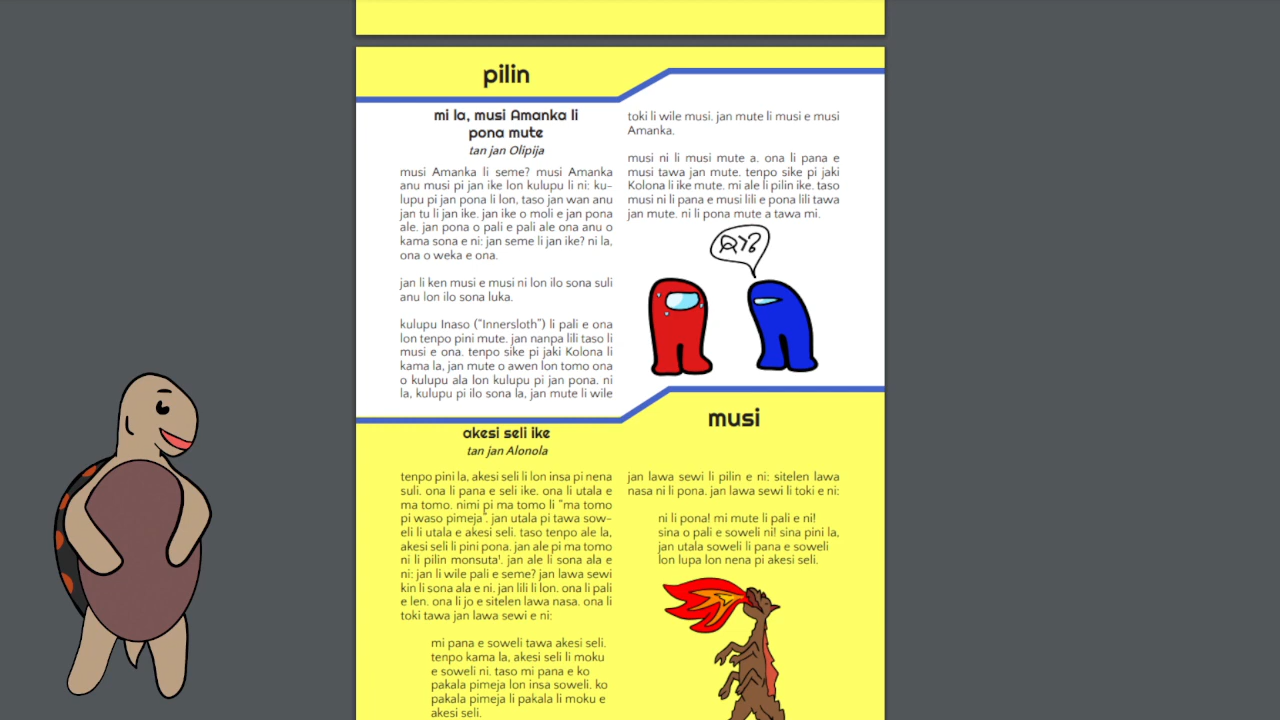 pilin
mi la, musi Amanka li
pona mute
tan jan Olipija
musi Amanka li seme? musi Amanka
anu musi pi jan ike lon kulupu li ni: ku-
lupu pi jan pona li lon, taso jan wan anu
jan tu li jan ike. jan ike o moli e jan pona
ale. jan pona o pali e pali ale ona anu o
kama sona e ni: jan seme li jan ike? ni la,
ona o weka e ona.
jan li ken musi e musi ni lon ilo sona suli
anu lon ilo sona luka.
kulupu Inaso (“Innersloth”) li pali e ona
lon tenpo pini mute. jan nanpa lili taso li
musi e ona. tenpo sike pi jaki Kolona li
kama la, jan mute o awen lon tomo ona
o kulupu ala lon kulupu pi jan pona. ni
la, kulupu pi ilo sona la, jan mute li wile
toki li wile musi. jan mute li musi e musi
Amanka.
musi ni li musi mute a. ona li pana e
musi tawa jan mute. tenpo sike pi jaki
Kolona li ike mute. mi ale li pilin ike. taso
musi ni li pana e musi lili e pona lili tawa
jan mute. ni li pona mute a tawa mi.
musi
akesi seli ike
tan jan Alonola
tenpo pini la, akesi seli li lon insa pi nena
suli. ona li pana e seli ike. ona li utala e
ma tomo. nimi pi ma tomo li “ma tomo
pi waso pimeja”. jan utala pi tawa sow-
eli li utala e akesi seli. taso tenpo ale la,
akesi seli li pini pona. jan ale pi ma tomo
ni li pilin monsuta¹. jan ale li sona ala e
ni: jan li wile pali e seme? jan lawa sewi
kin li sona ala e ni. jan lili li lon. ona li pali
e len. ona li jo e sitelen lawa nasa. ona li
toki tawa jan lawa sewi e ni:
mi pana e soweli tawa akesi seli.
tenpo kama la, akesi seli li moku
e soweli ni. taso mi pana e ko
pakala pimeja lon insa soweli. ko
pakala pimeja li pakala li moku e
akesi seli.
jan lawa sewi li pilin e ni: sitelen lawa
nasa ni li pona. jan lawa sewi li toki e ni:
ni li pona! mi mute li pali e ni!
sina o pali e soweli ni! sina pini la,
jan utala soweli li pana e soweli
lon lupa lon nena pi akesi seli.